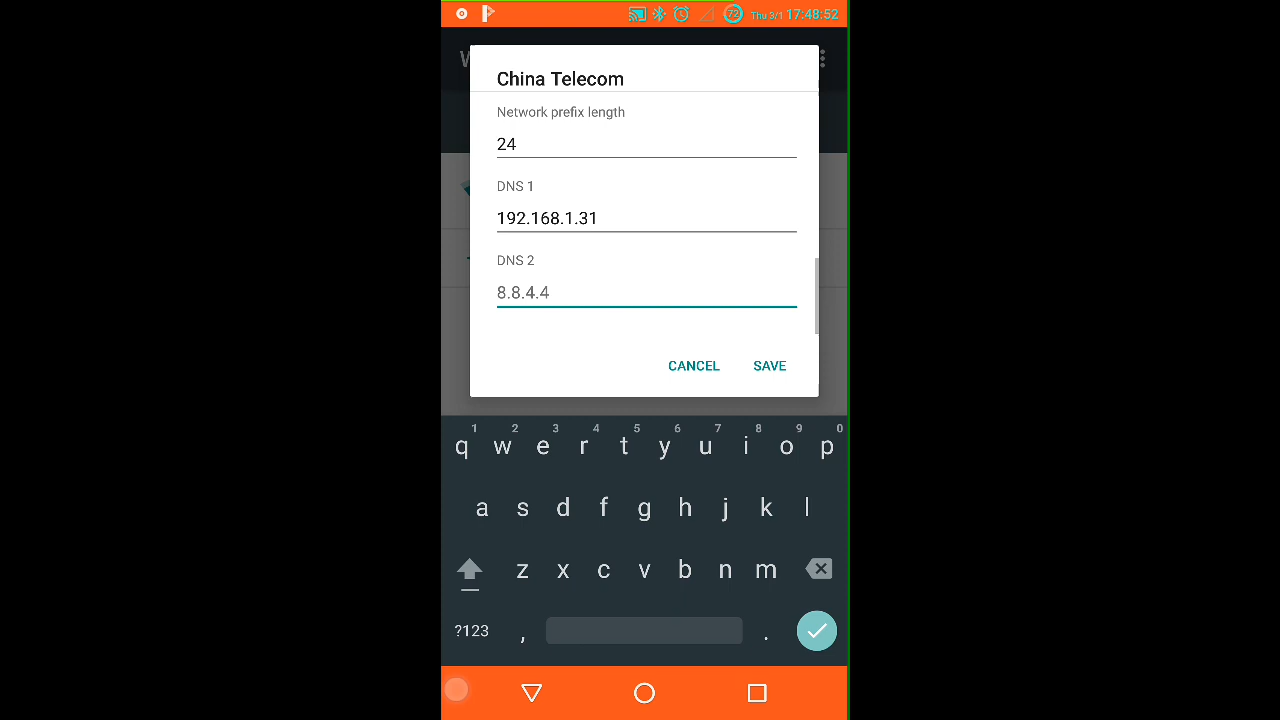 72 Thu 3/1 17:48:52
W
China Telecom
Network prefix length
24
DNS 1
192.168.1.31
DNS 2
8.8.4.4
CANCEL SAVE
1 2 3 4 5 6 7 8 9 0
q w e r t y u i o p
a s d f g h j k l
z x c v b n m
?123 , .